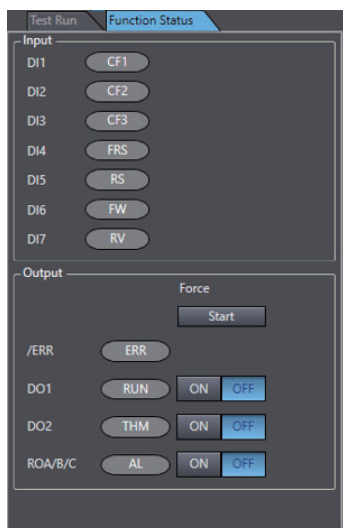 Test Run Function Status
Input
DI1 CF1
DI2 CF2
DI3 CF3
DI4 FRS
DI5 RS
DI6 FW
DI7 RV
Output
Force
Start
/ERR ERR
DO1 RUN ON OFF
DO2 THM ON OFF
ROA/B/C AL ON OFF